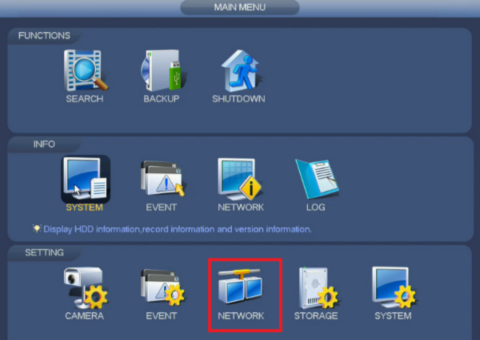 MAIN MENU
FUNCTIONS
SEARCH BACKUP SHUTDOWN
INFO
SYSTEM EVENT NETWORK LOG
Display HDD information,record information and version information.
SETTING
CAMERA EVENT NETWORK STORAGE SYSTEM